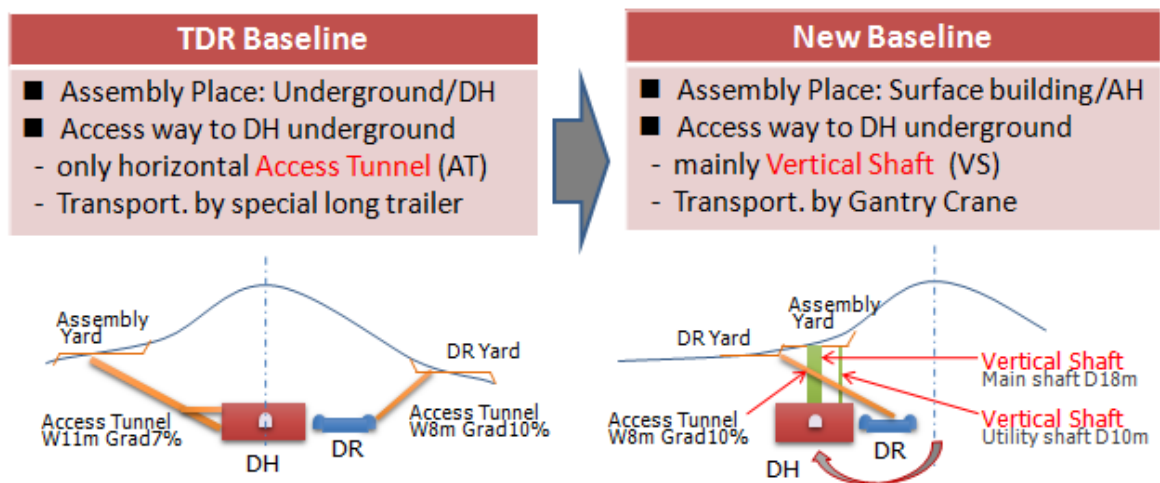 TDR Baseline
■ Assembly Place: Underground/DH
■ Access way to DH underground
- only horizontal Access Tunnel (AT)
- Transport. by special long trailer
New Baseline
■ Assembly Place: Surface building/AH
■ Access way to DH underground
- mainly Vertical Shaft (VS)
- Transport. by Gantry Crane
Assembly
Yard
DR Yard
Access Tunnel
W11m Grad7%
Access Tunnel
W8m Grad10%
DR
DH
DR Yard
Assembly
Yard
Vertical Shaft
Main shaft D18m
Access Tunnel
W8m Grad10%
Vertical Shaft
Utility shaft D10m
DR
DH